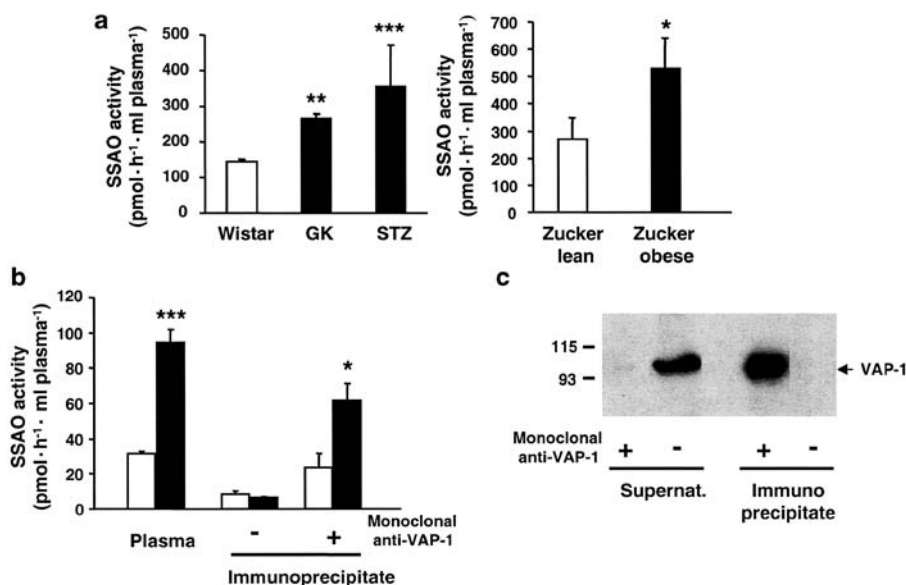 a
SSAO activity
(pmol·h⁻¹·ml plasma⁻¹)
500
400
300
200
100
0
**
***
Wistar GK STZ
SSAO activity
(pmol·h⁻¹·ml plasma⁻¹)
700
600
500
400
300
200
100
0
*
Zucker lean
Zucker obese
b
SSAO activity
(pmol·h⁻¹·ml plasma⁻¹)
120
100
80
60
40
20
0
***
*
Plasma
- +
Monoclonal
anti-VAP-1
Immunoprecipitate
c
115
93
VAP-1
Monoclonal
anti-VAP-1
+ - + -
Supernat.
Immuno
precipitate